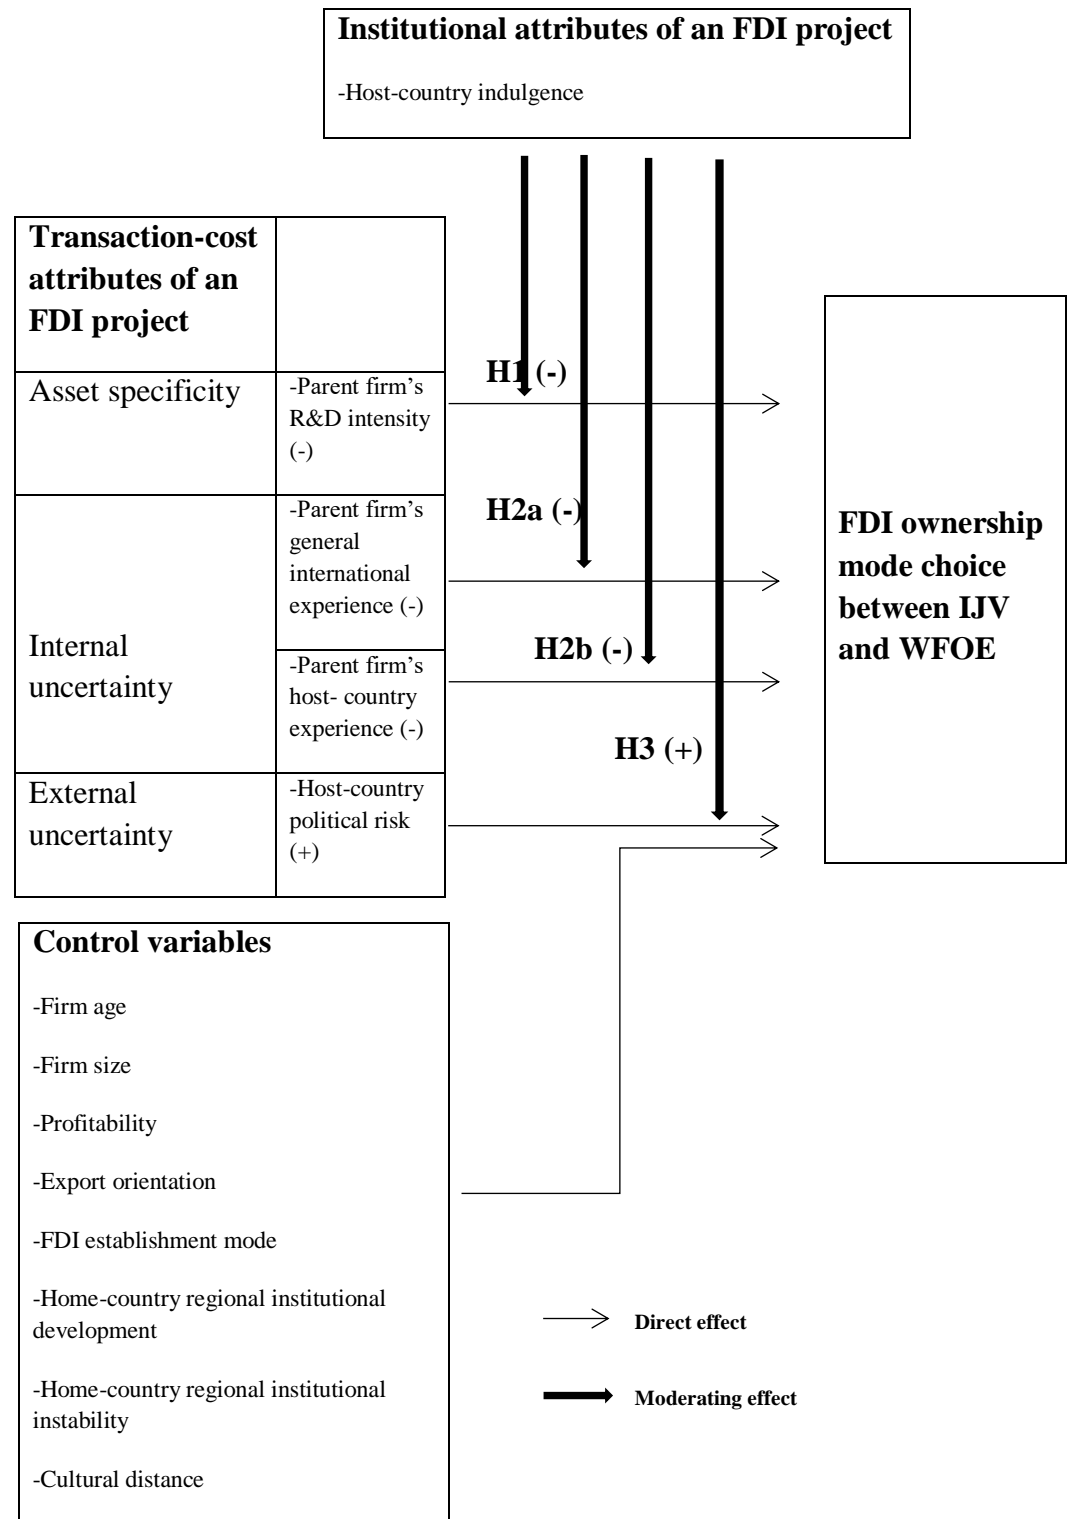 Institutional attributes of an FDI project
-Host-country indulgence
Transaction-cost
attributes of an
FDI project
Asset specificity
-Parent firm’s
R&D intensity
(-)
H1 (-)
Internal
uncertainty
-Parent firm’s
general
international
experience (-)
H2a (-)
-Parent firm’s
host- country
experience (-)
H2b (-)
External
uncertainty
-Host-country
political risk
(+)
H3 (+)
FDI ownership
mode choice
between IJV
and WFOE
Control variables
-Firm age
-Firm size
-Profitability
-Export orientation
-FDI establishment mode
-Home-country regional institutional
development
-Home-country regional institutional
instability
-Cultural distance
Direct effect
Moderating effect